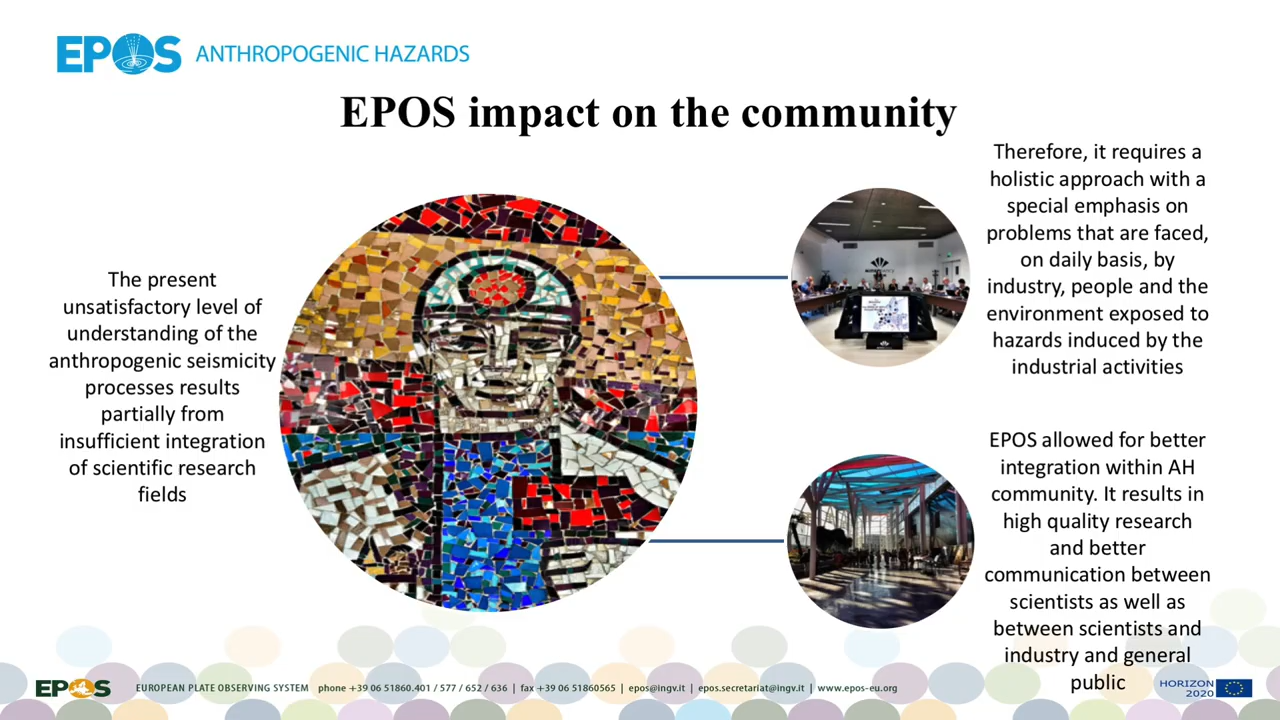 EPOS ANTHROPOGENIC HAZARDS
EPOS impact on the community
The present
unsatisfactory level of
understanding of the
anthropogenic seismicity
processes results
partially from
insufficient integration
of scientific research
fields
Therefore, it requires a
holistic approach with a
special emphasis on
problems that are faced,
on daily basis, by
industry, people and the
environment exposed to
hazards induced by the
industrial activities
EPOS allowed for better
integration within AH
community. It results in
high quality research
and better
communication between
scientists as well as
between scientists and
industry and general
public
EPOS
EUROPEAN PLATE OBSERVING SYSTEM phone +39 06 51860.401 / 577 / 652 / 636 | fax +39 06 51860565 | epos@ingv.it | epos.secretariat@ingv.it | www.epos-eu.org
HORIZON
2020